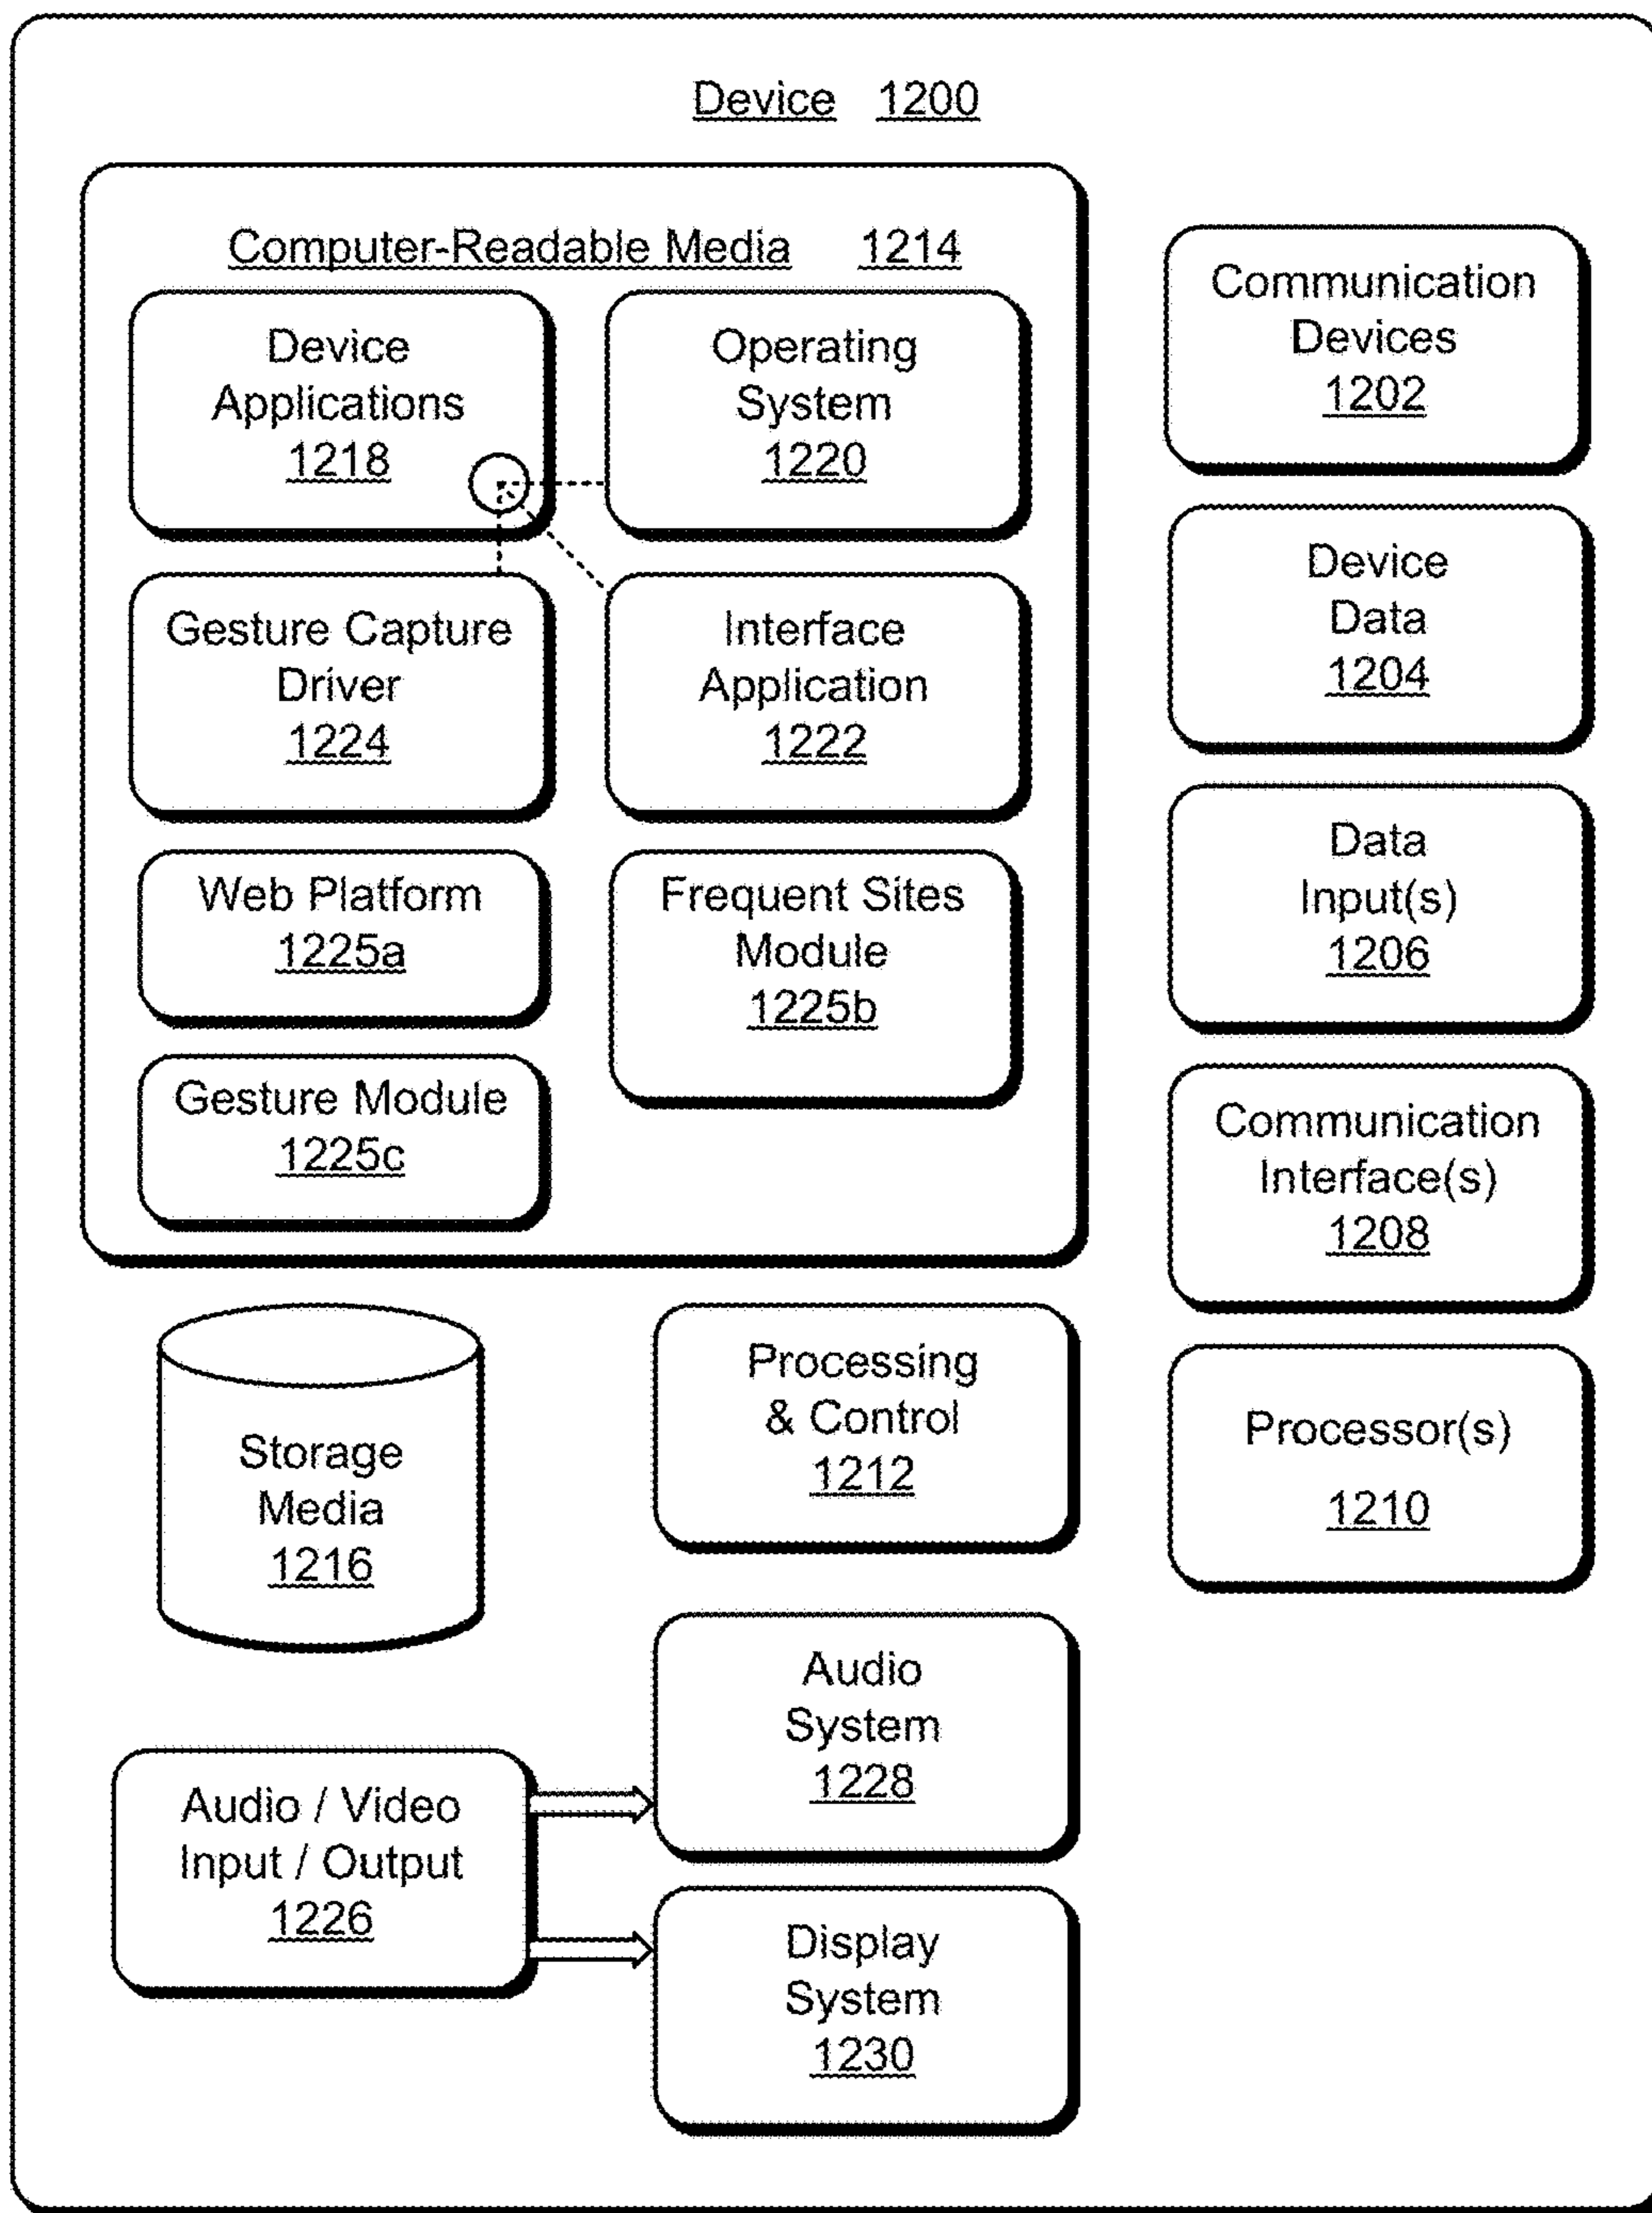 Device 1200
Computer-Readable Media 1214
Device
Applications
1218
Operating
System
1220
Gesture Capture
Driver
1224
Interface
Application
1222
Web Platform
1225a
Frequent Sites
Module
1225b
Gesture Module
1225c
Communication
Devices
1202
Device
Data
1204
Data
Input(s)
1206
Communication
Interface(s)
1208
Processor(s)
1210
Storage
Media
1216
Processing
& Control
1212
Audio / Video
Input / Output
1226
Audio
System
1228
Display
System
1230